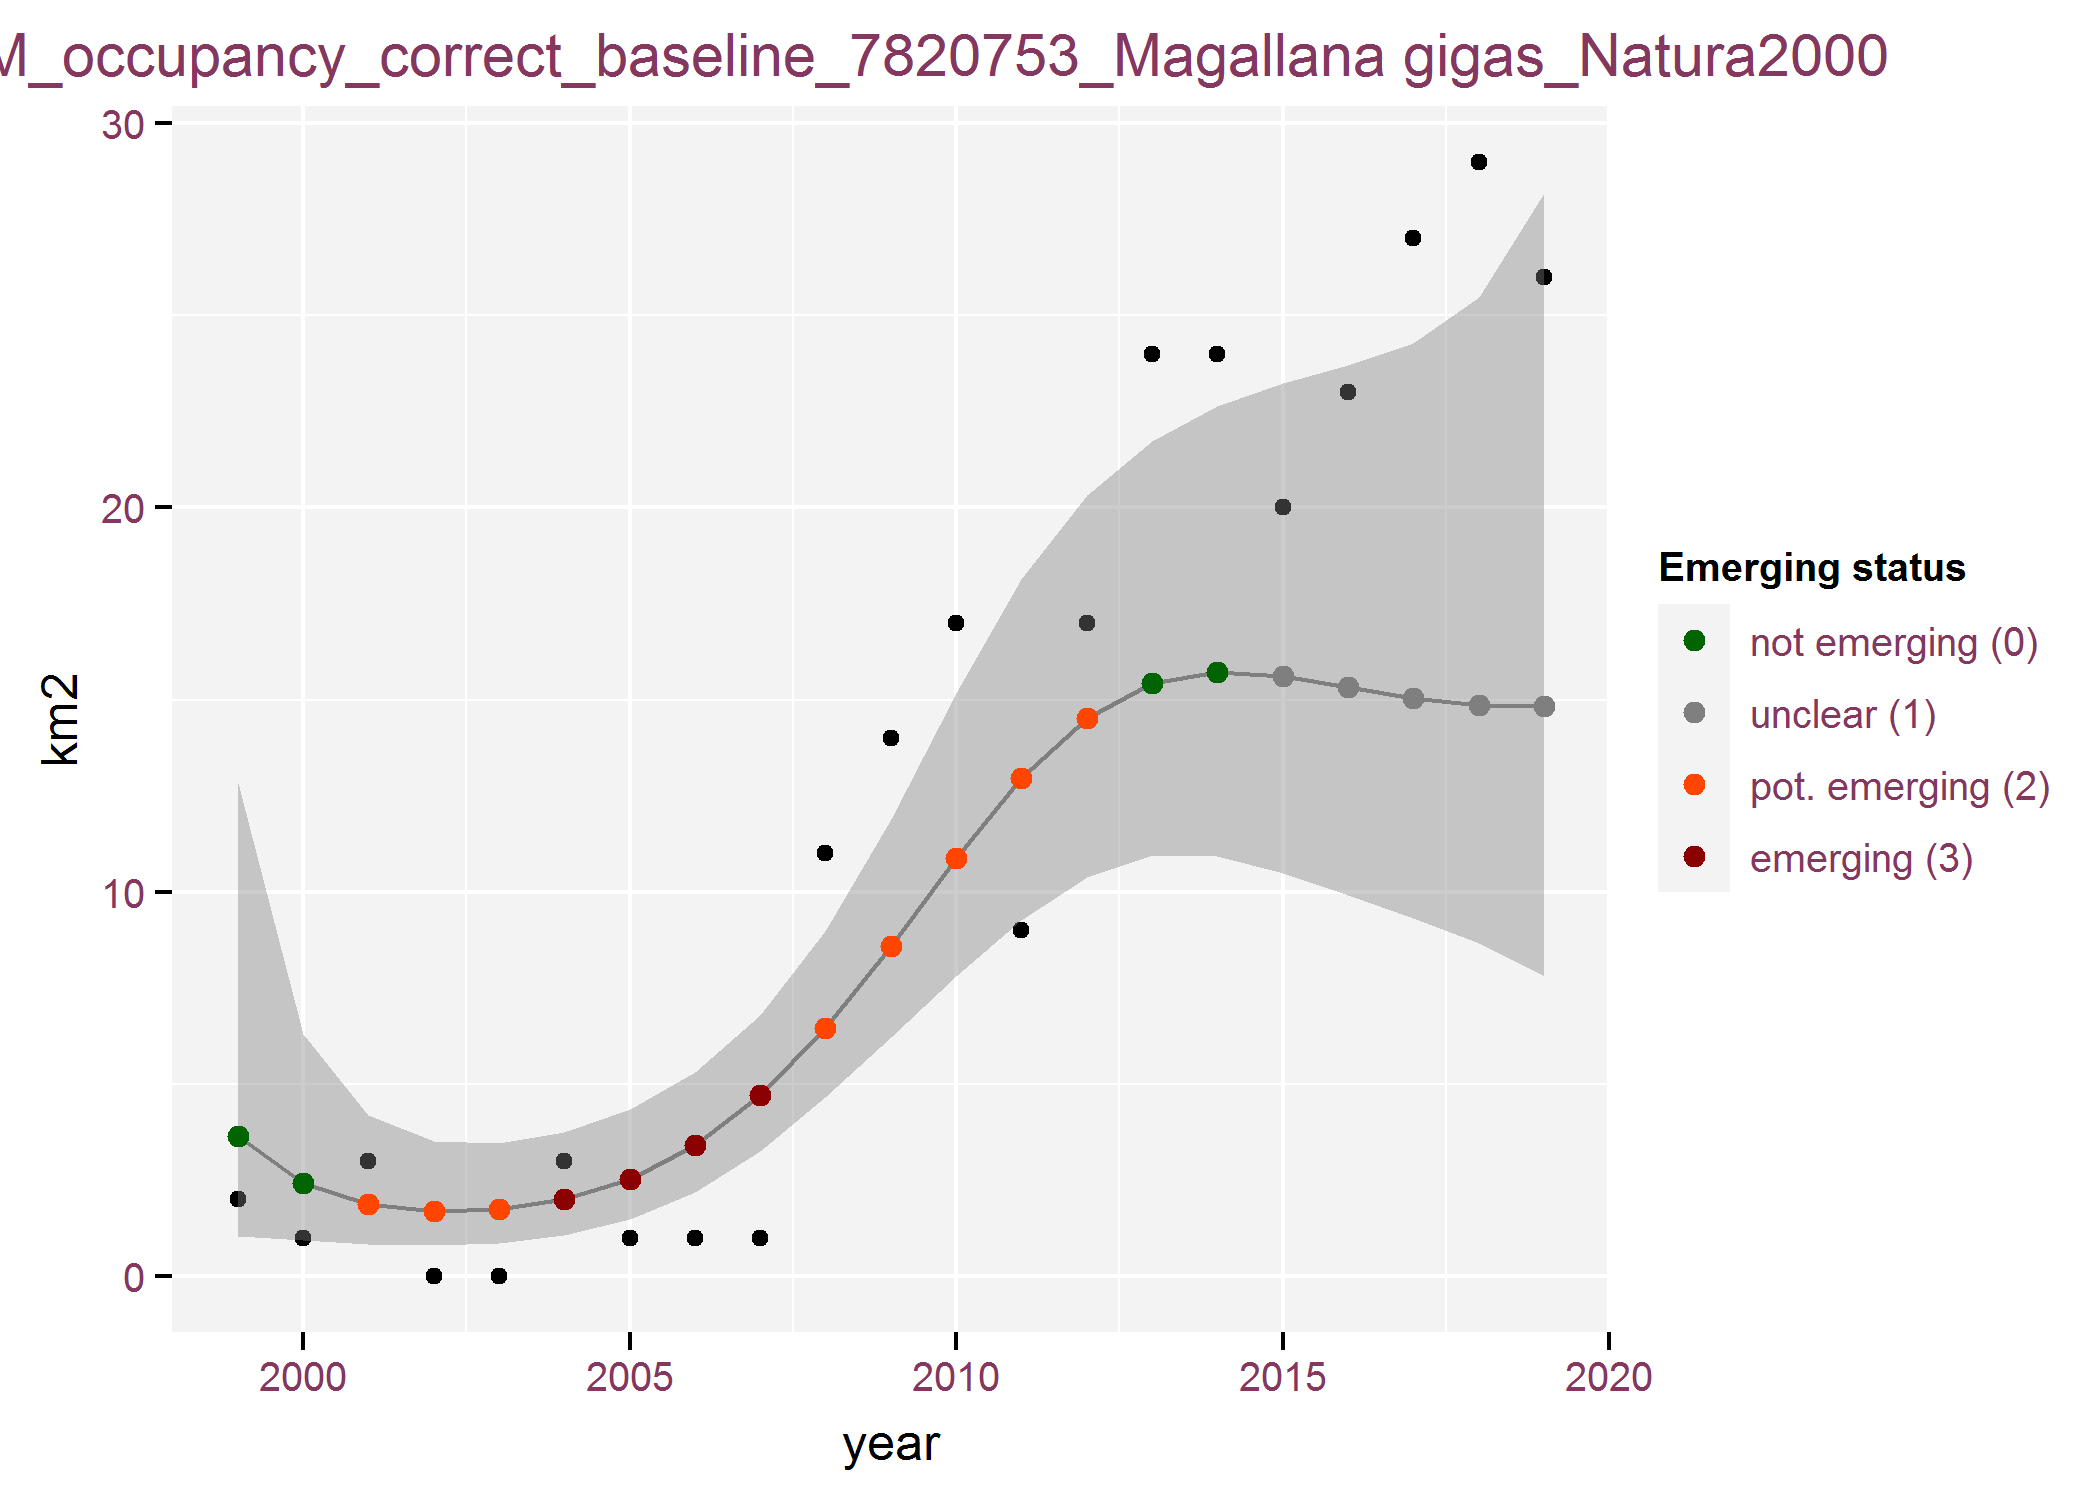 M_occupancy_correct_baseline_7820753_Magallana gigas_Natura2000
30
20
10
0
km2
2000 2005 2010 2015 2020
year
Emerging status
not emerging (0)
unclear (1)
pot. emerging (2)
emerging (3)